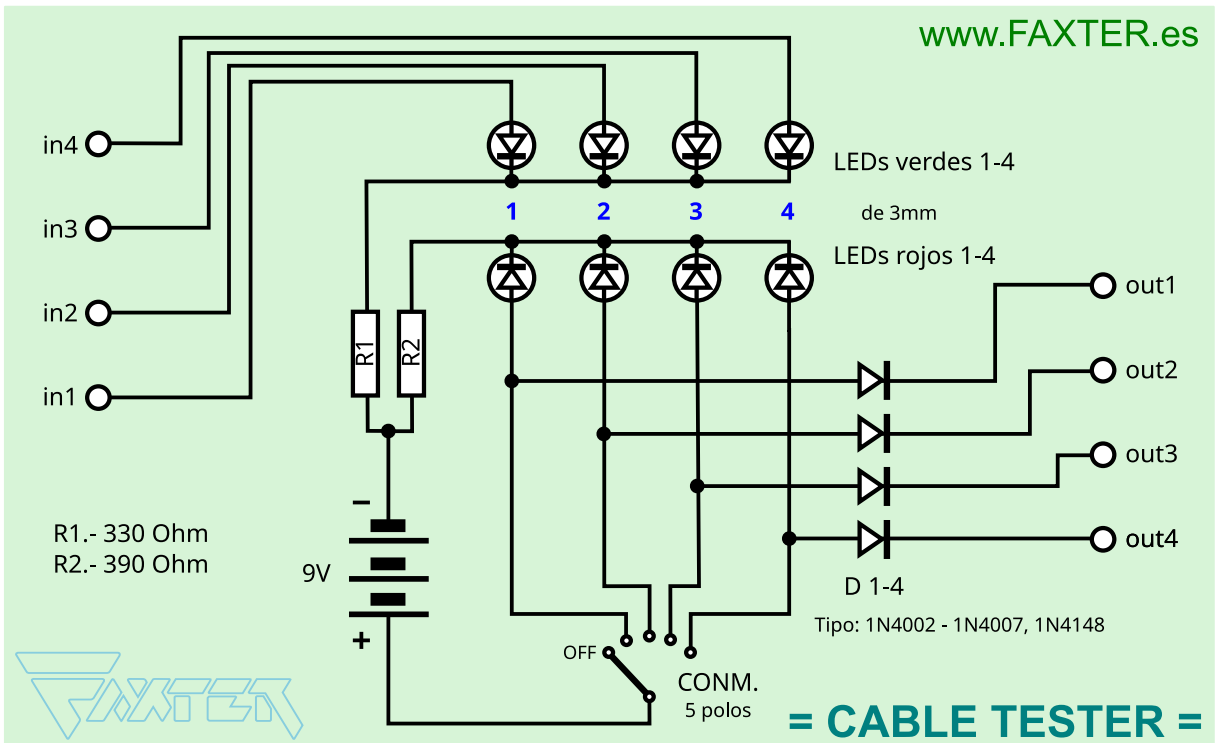 www.FAXTER.es
in4
in3
in2
in1
LEDs verdes 1-4
1 2 3 4
de 3mm
LEDs rojos 1-4
out1
out2
out3
out4
R1
R2
−
9V
+
R1.- 330 Ohm
R2.- 390 Ohm
D 1-4
Tipo: 1N4002 - 1N4007, 1N4148
OFF
CONM.
5 polos
FAXTER
= CABLE TESTER =